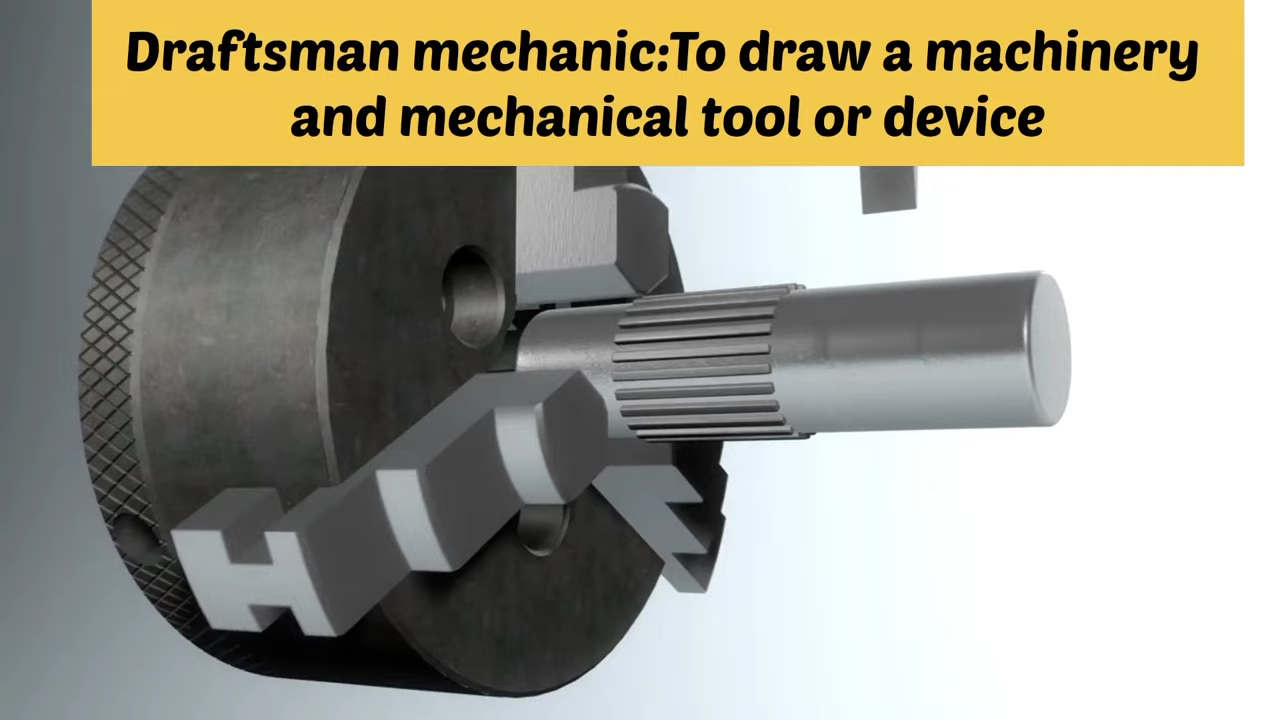 Draftsman mechanic:To draw a machinery
and mechanical tool or device